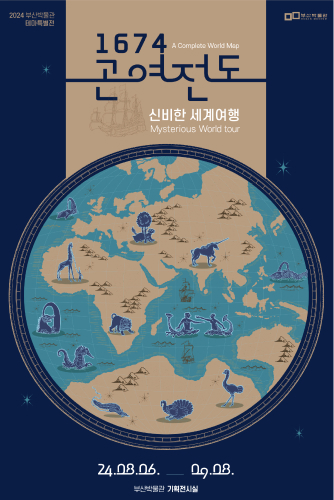 2024 부산박물관
테마특별전
부산박물관
1674
A Complete World Map
곤여전도
신비한 세계여행
Mysterious World tour
24.08.06. 09.08.
부산박물관 기획전시실